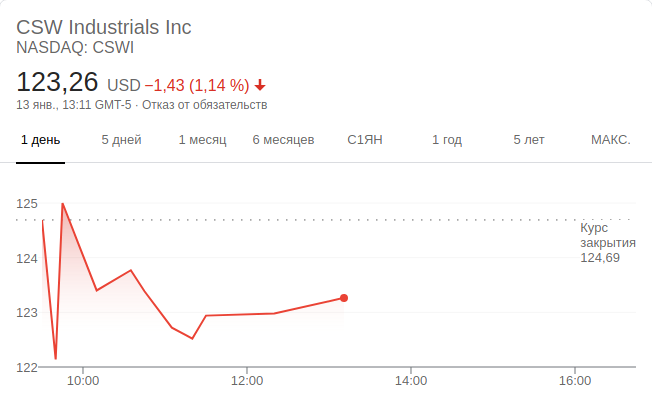 CSW Industrials Inc
NASDAQ: CSWI
123,26 USD −1,43 (1,14 %)
13 янв., 13:11 GMT-5 · Отказ от обязательств
1 день 5 дней 1 месяц 6 месяцев С1ЯН 1 год 5 лет МАКС.
125
Курс
закрытия
124,69
124
123
122
10:00 12:00 14:00 16:00